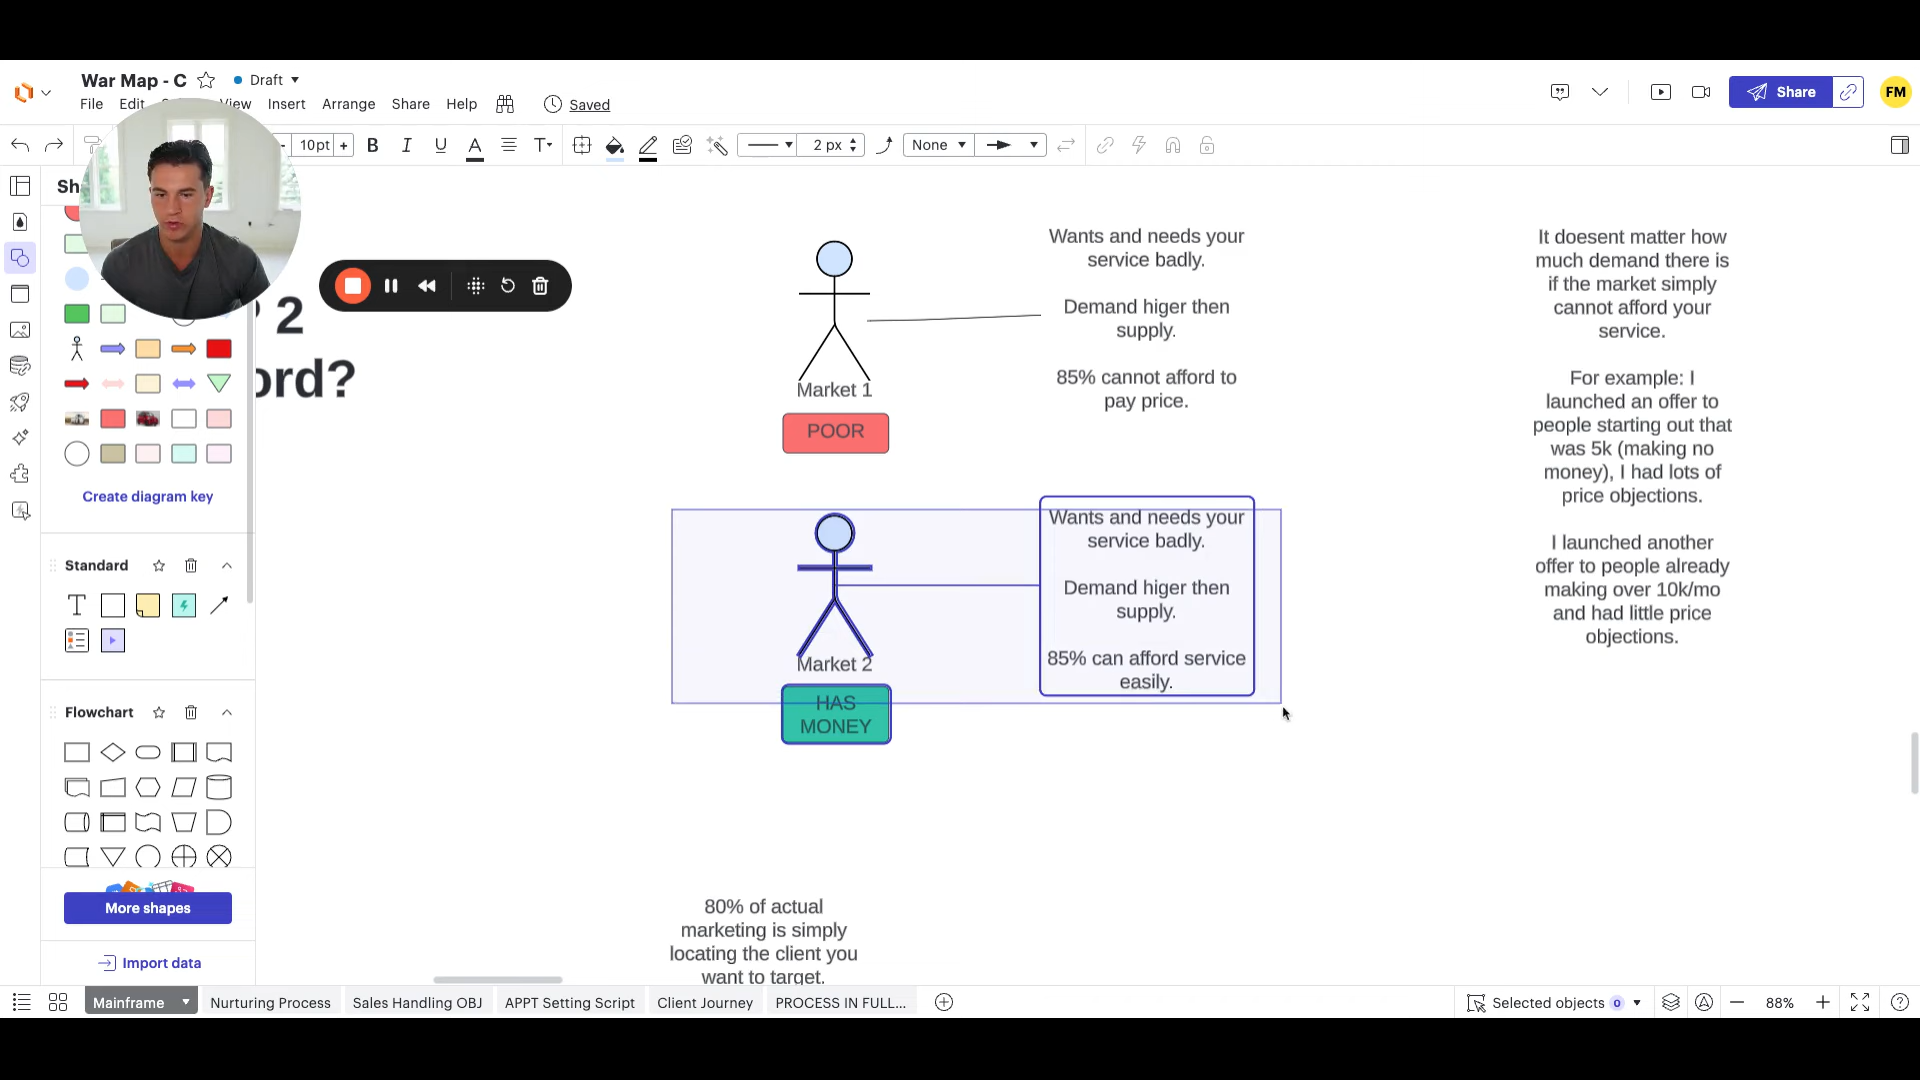 War Map - C
Draft
File Edit View Insert Arrange Share Help Saved
Share
FM
10pt + B I U A T
2 px
None
Sh
Create diagram key
Standard
T
Flowchart
More shapes
Import data
? 2
ord?
Market 1
POOR
Wants and needs your
service badly.
Demand higer then
supply.
85% cannot afford to
pay price.
Market 2
HAS
MONEY
Wants and needs your
service badly.
Demand higer then
supply.
85% can afford service
easily.
It doesent matter how
much demand there is
if the market simply
cannot afford your
service.
For example: I
launched an offer to
people starting out that
was 5k (making no
money), I had lots of
price objections.
I launched another
offer to people already
making over 10k/mo
and had little price
objections.
80% of actual
marketing is simply
locating the client you
want to target.
Mainframe Nurturing Process Sales Handling OBJ APPT Setting Script Client Journey PROCESS IN FULL...
Selected objects 0
88%